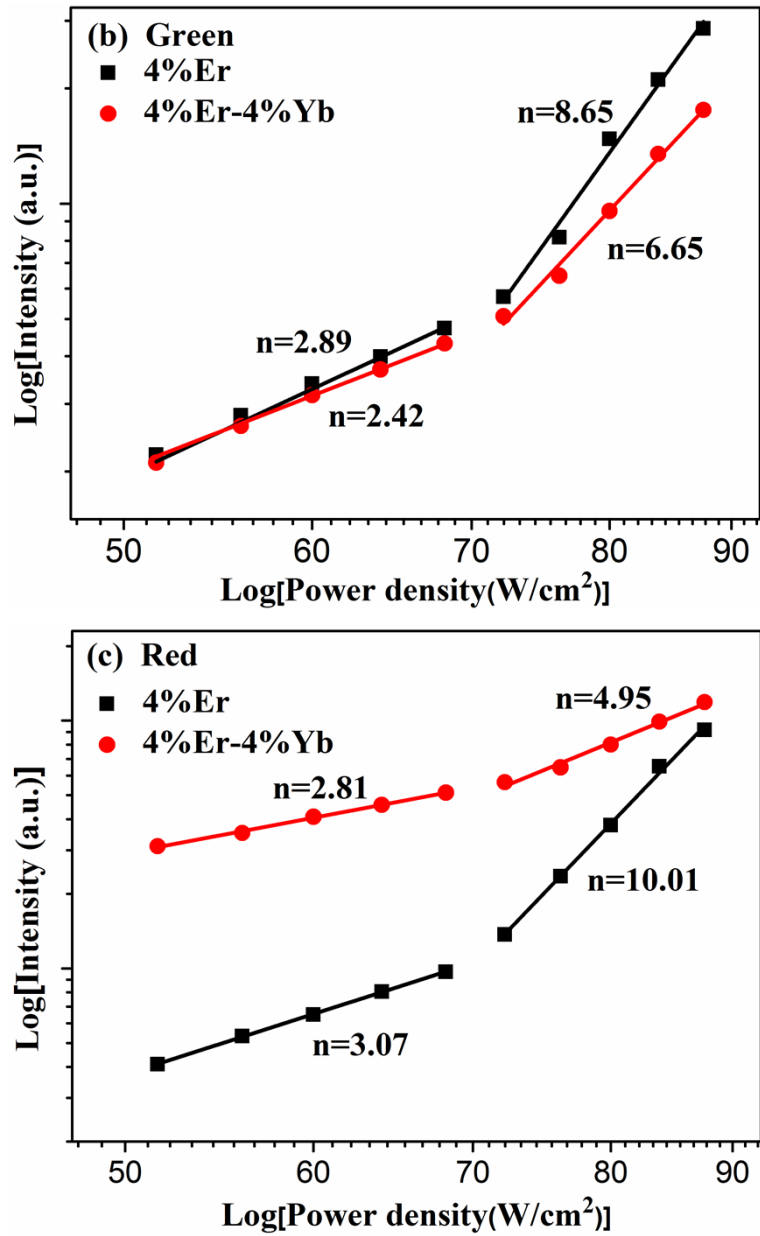 (b) Green
4%Er
4%Er-4%Yb
n=8.65
n=6.65
n=2.89
n=2.42
Log[Intensity (a.u.)]
50 60 70 80 90
Log[Power density(W/cm²)]
(c) Red
4%Er
4%Er-4%Yb
n=4.95
n=2.81
n=10.01
n=3.07
Log[Intensity (a.u.)]
50 60 70 80 90
Log[Power density(W/cm²)]